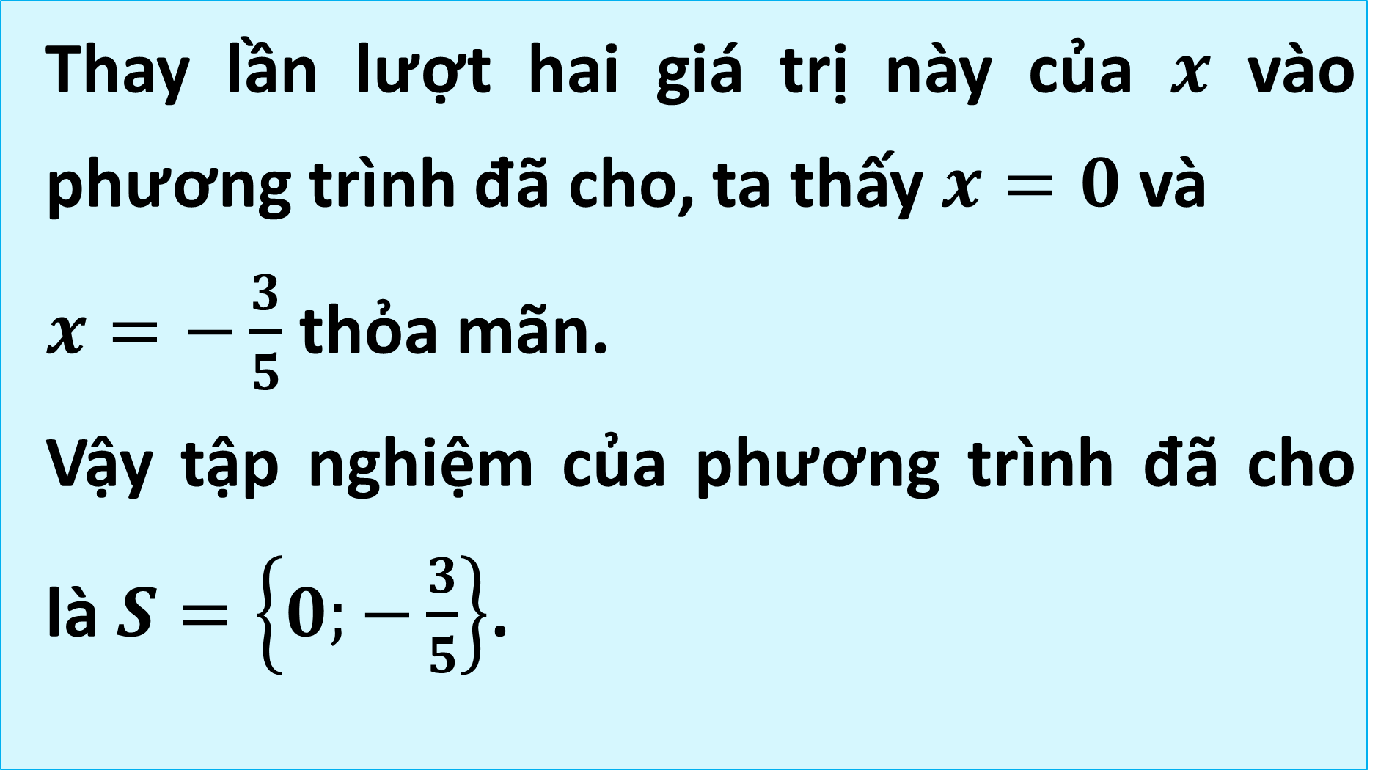 Thay lần lượt hai giá trị này của x vào
phương trình đã cho, ta thấy x = 0 và
x = −3/5 thỏa mãn.
Vậy tập nghiệm của phương trình đã cho
là S = {0; −3/5}.